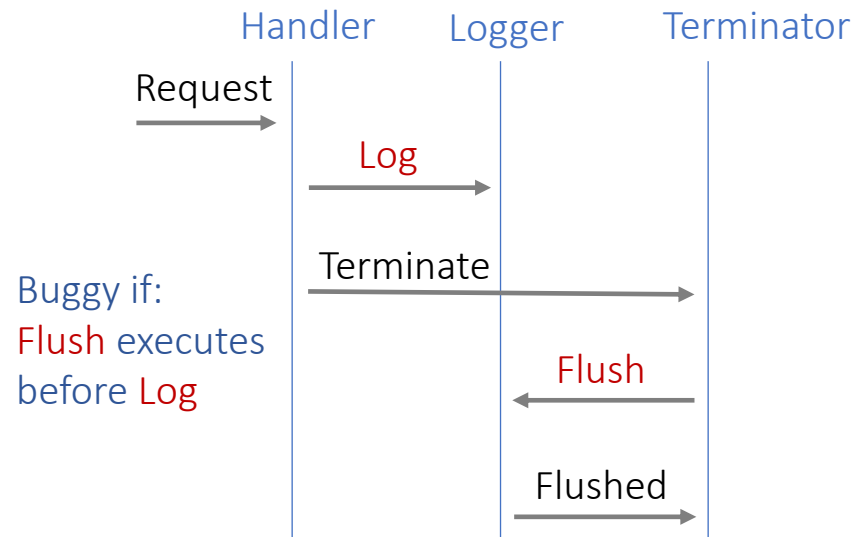 Handler Logger Terminator
Request
Log
Terminate
Buggy if:
Flush executes
before Log
Flush
Flushed